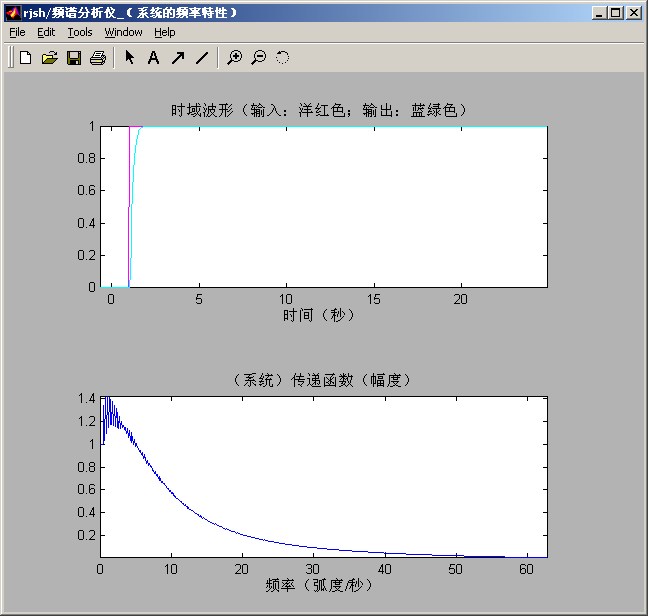 rjsh/频谱分析仪_（系统的频率特性）
File Edit Tools Window Help
A
时域波形（输入：洋红色；输出：蓝绿色）
1
0.8
0.6
0.4
0.2
0
0 5 10 15 20
时间（秒）
（系统）传递函数（幅度）
1.4
1.2
1
0.8
0.6
0.4
0.2
0 10 20 30 40 50 60
频率（弧度/秒）